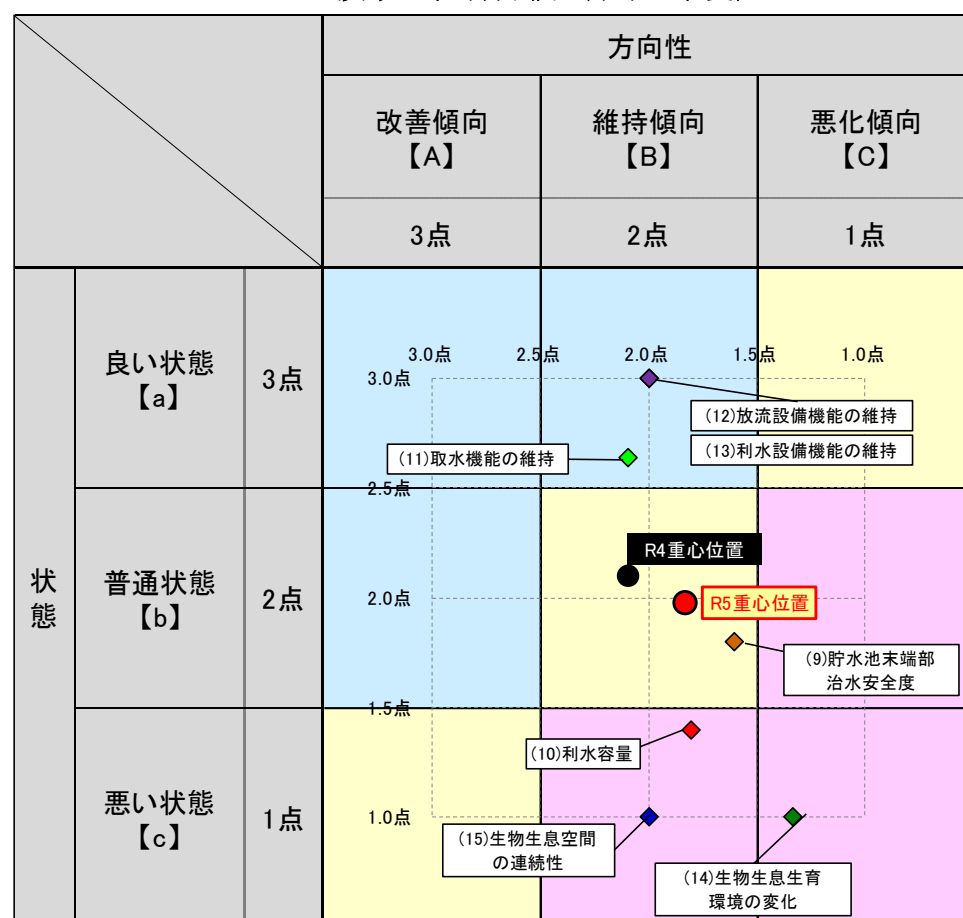 方向性
改善傾向
【A】
維持傾向
【B】
悪化傾向
【C】
3点
2点
1点
状態
良い状態
【a】
3点
普通状態
【b】
2点
悪い状態
【c】
1点
3.0点
2.5点
2.0点
1.5点
1.0点
3.0点
2.5点
2.0点
1.5点
1.0点
(12)放流設備機能の維持
(13)利水設備機能の維持
(11)取水機能の維持
R4重心位置
R5重心位置
(9)貯水池末端部
治水安全度
(10)利水容量
(15)生物生息空間
の連続性
(14)生物生息生育
環境の変化